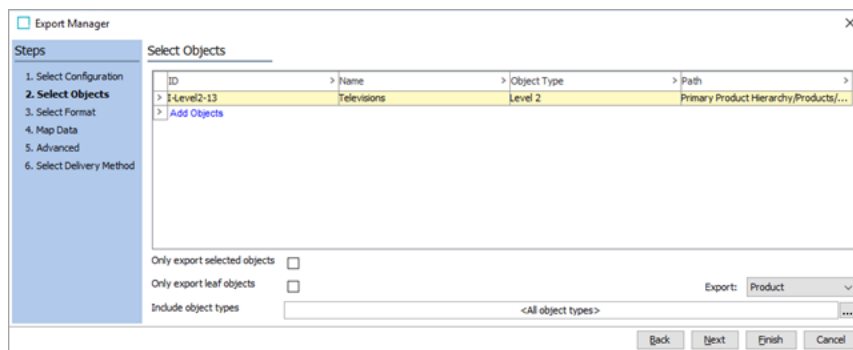 Export Manager
Steps
1. Select Configuration
2. Select Objects
3. Select Format
4. Map Data
5. Advanced
6. Select Delivery Method
Select Objects
ID > Name > Object Type > Path >
> I-Level2-13 Televisions Level 2 Primary Product Hierarchy/Products/...
> Add Objects
Only export selected objects
Only export leaf objects
Export: Product
Include object types <All object types> ...
Back Next Finish Cancel